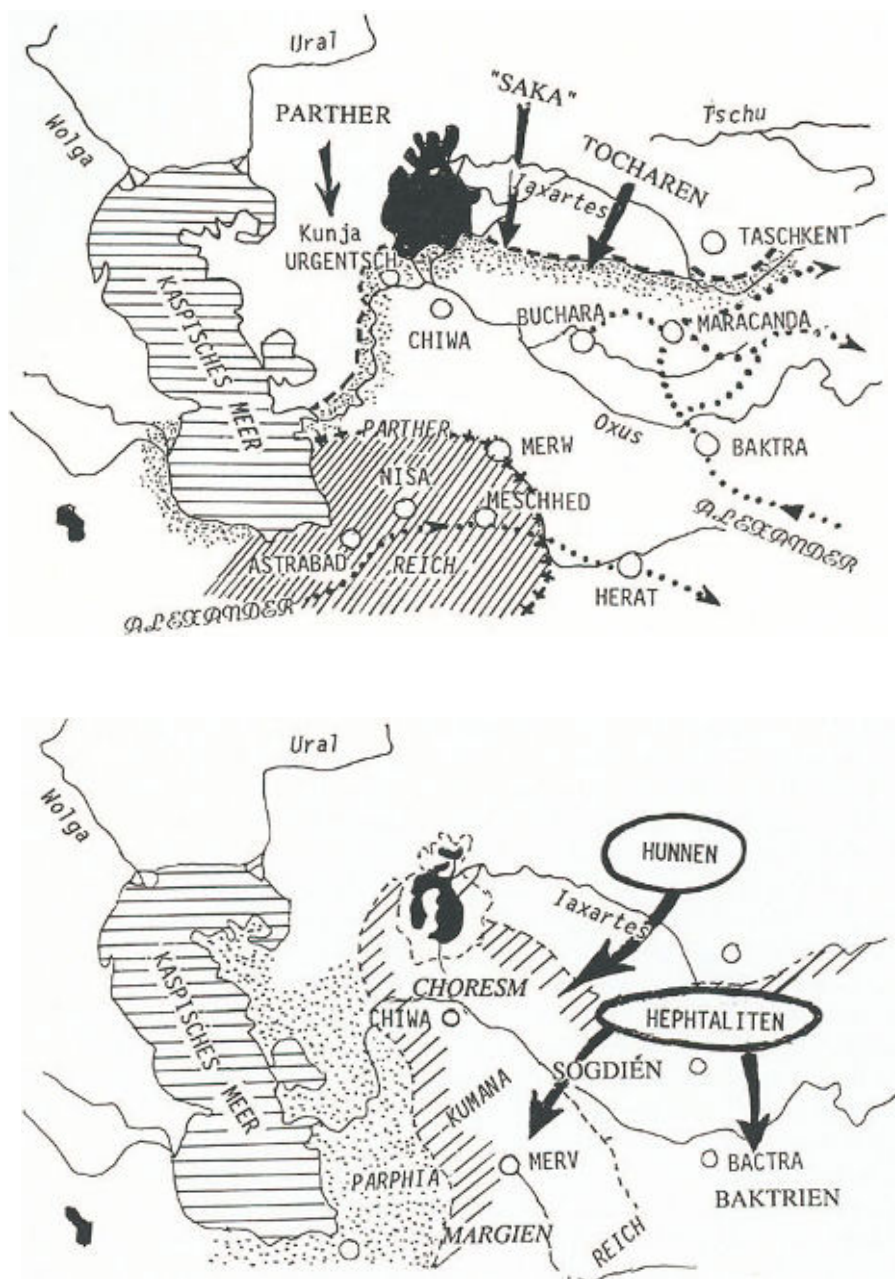 Ural
Wolga
PARTHER
"SAKA"
TOCHAREN
Tschu
Iaxartes
Kunja
URGENTSCH
TASCHKENT
KASPISCHES
MEER
CHIWA
BUCHARA
MARACANDA
Oxus
PARTHER
MERW
BAKTRA
NISA
MESCHHED
ALEXANDER
ASTRABAD
REICH
HERAT
ALEXANDER
Ural
Wolga
HUNNEN
Iaxartes
KASPISCHES
MEER
CHORESM
CHIWA
HEPHTALITEN
SOGDIÉN
KUMANA
PARPHIA
MERV
BACTRA
BAKTRIEN
MARGIEN
REICH